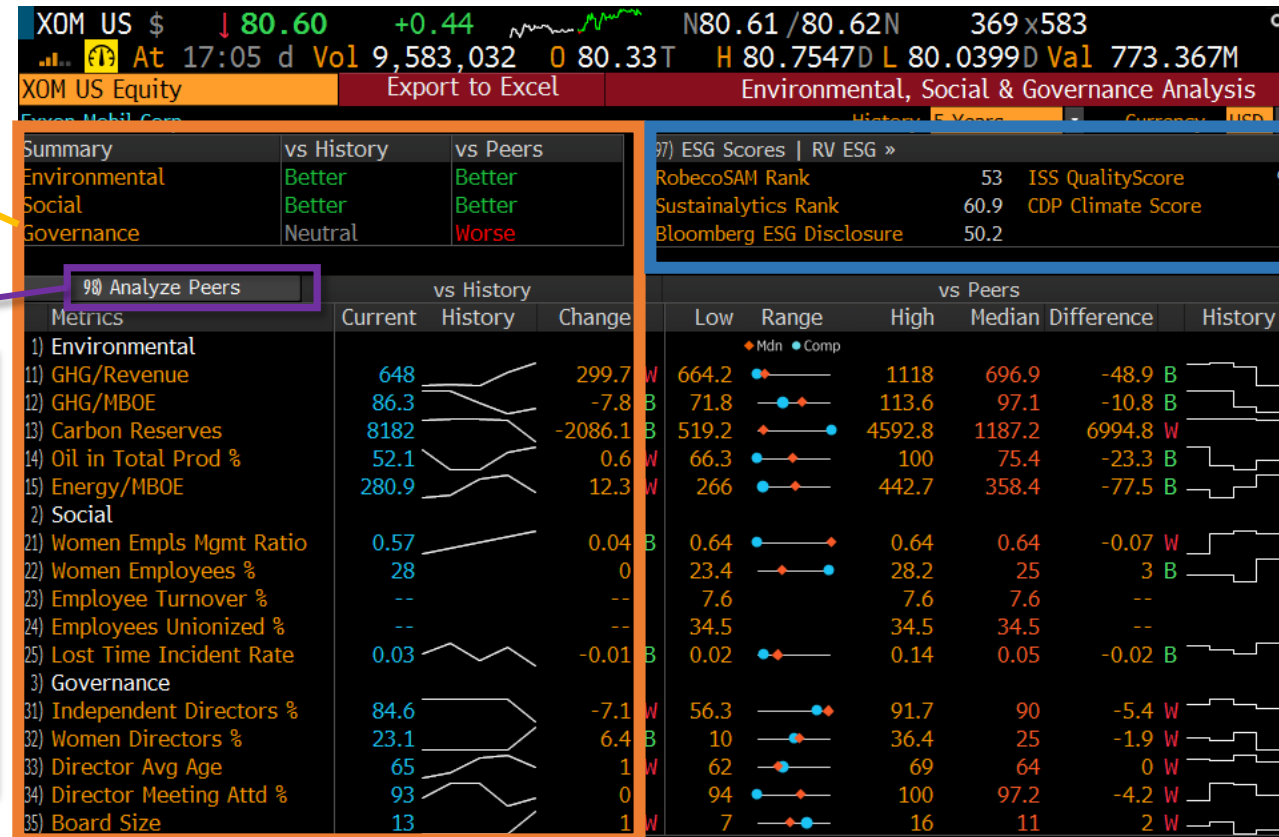 XOM US $ ↓ 80.60 +0.44 N80.61/80.62N 369x583
At 17:05 d Vol 9,583,032 O 80.33T H 80.7547D L 80.0399D Val 773.367M
XOM US Equity Export to Excel Environmental, Social & Governance Analysis
Summary vs History vs Peers 97) ESG Scores | RV ESG »
Environmental Better Better RobecoSAM Rank 53 ISS QualityScore
Social Better Better Sustainalytics Rank 60.9 CDP Climate Score
Governance Neutral Worse Bloomberg ESG Disclosure 50.2
98) Analyze Peers vs History vs Peers
Metrics Current History Change Low Range High Median Difference History
1) Environmental ◆Mdn ●Comp
11) GHG/Revenue 648 299.7 W 664.2 1118 696.9 -48.9 B
12) GHG/MBOE 86.3 -7.8 B 71.8 113.6 97.1 -10.8 B
13) Carbon Reserves 8182 -2086.1 B 519.2 4592.8 1187.2 6994.8 W
14) Oil in Total Prod % 52.1 0.6 W 66.3 100 75.4 -23.3 B
15) Energy/MBOE 280.9 12.3 W 266 442.7 358.4 -77.5 B
2) Social
21) Women Empls Mgmt Ratio 0.57 0.04 B 0.64 0.64 0.64 -0.07 W
22) Women Employees % 28 0 23.4 28.2 25 3 B
23) Employee Turnover % -- -- 7.6 7.6 7.6 --
24) Employees Unionized % -- -- 34.5 34.5 34.5 --
25) Lost Time Incident Rate 0.03 -0.01 B 0.02 0.14 0.05 -0.02 B
3) Governance
31) Independent Directors % 84.6 -7.1 W 56.3 91.7 90 -5.4 W
32) Women Directors % 23.1 6.4 B 10 36.4 25 -1.9 W
33) Director Avg Age 65 1 W 62 69 64 0 W
34) Director Meeting Attd % 93 0 94 100 97.2 -4.2 W
35) Board Size 13 1 W 7 16 11 2 W